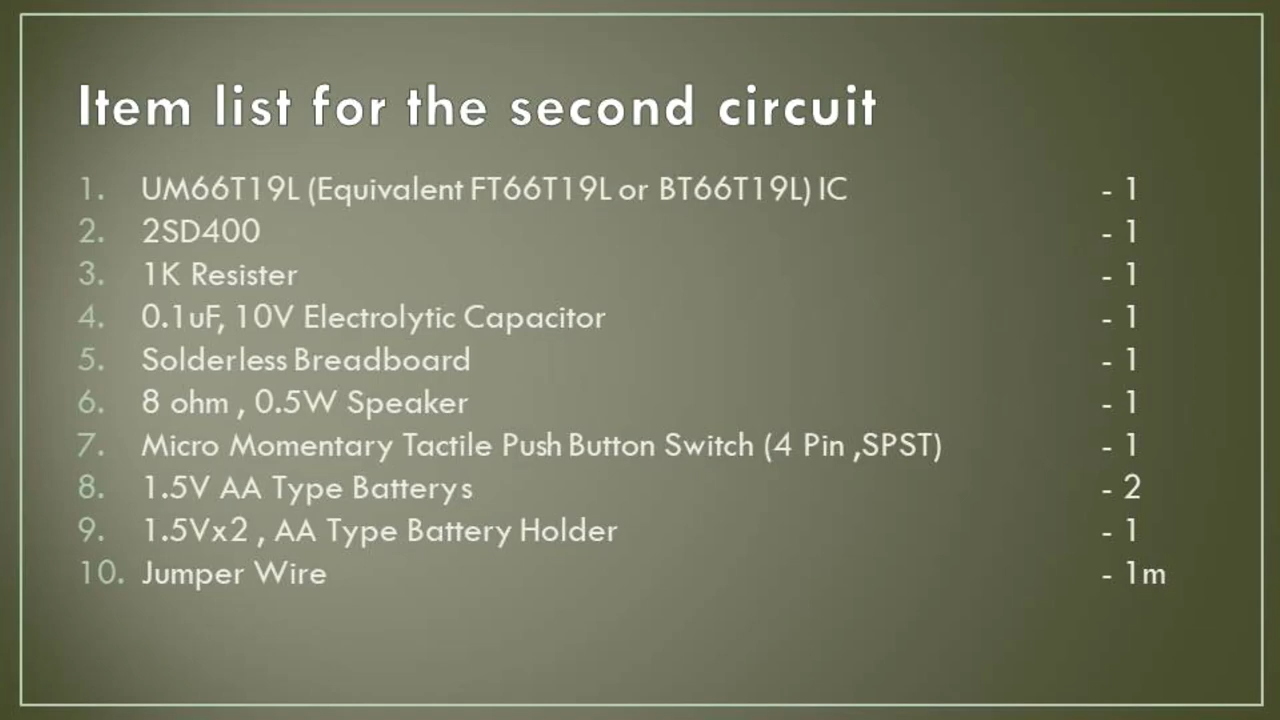 Item list for the second circuit
1. UM66T19L (Equivalent FT66T19L or BT66T19L) IC - 1
2. 2SD400 - 1
3. 1K Resister - 1
4. 0.1uF, 10V Electrolytic Capacitor - 1
5. Solderless Breadboard - 1
6. 8 ohm , 0.5W Speaker - 1
7. Micro Momentary Tactile Push Button Switch (4 Pin ,SPST) - 1
8. 1.5V AA Type Batterys - 2
9. 1.5Vx2 , AA Type Battery Holder - 1
10. Jumper Wire - 1m